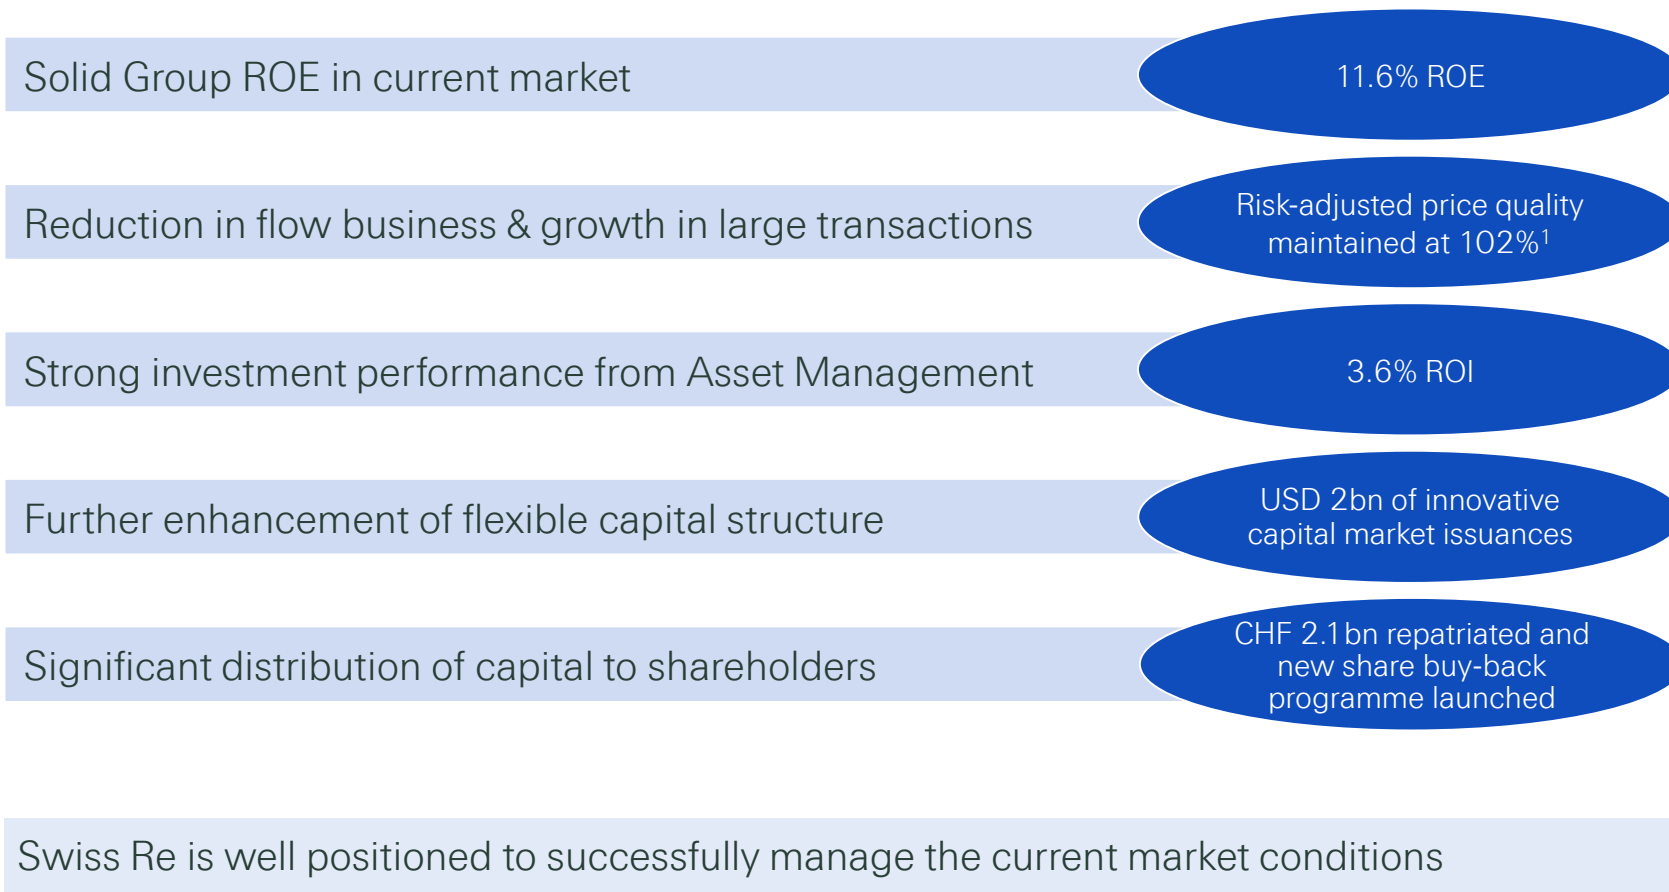 Solid Group ROE in current market
11.6% ROE
Reduction in flow business & growth in large transactions
Risk-adjusted price quality
maintained at 102%¹
Strong investment performance from Asset Management
3.6% ROI
Further enhancement of flexible capital structure
USD 2bn of innovative
capital market issuances
Significant distribution of capital to shareholders
CHF 2.1bn repatriated and
new share buy-back
programme launched
Swiss Re is well positioned to successfully manage the current market conditions